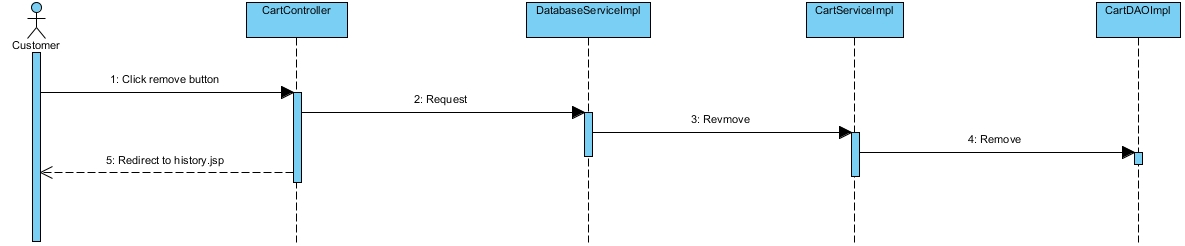 CartController
DatabaseServiceImpl
CartServiceImpl
CartDAOImpl
Customer
1: Click remove button
2: Request
3: Revmove
4: Remove
5: Redirect to history.jsp